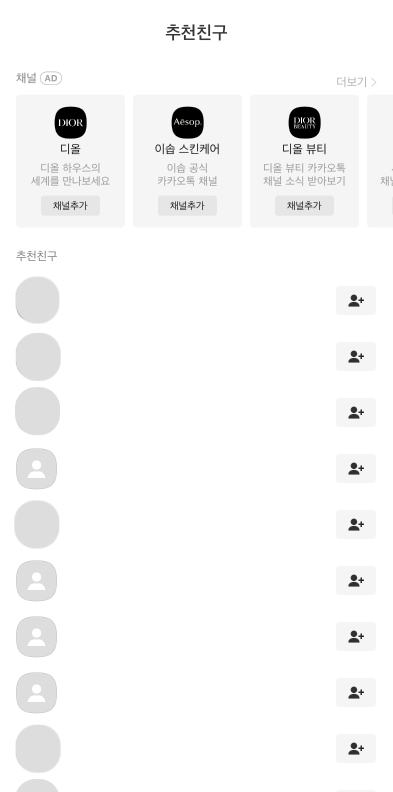 추천친구
채널 AD
더보기
DIOR
디올
디올 하우스의
세계를 만나보세요
채널추가
Aēsop.
이솝 스킨케어
이솝 공식
카카오톡 채널
채널추가
DIOR
BEAUTY
디올 뷰티
디올 뷰티 카카오톡
채널 소식 받아보기
채널추가
추천친구